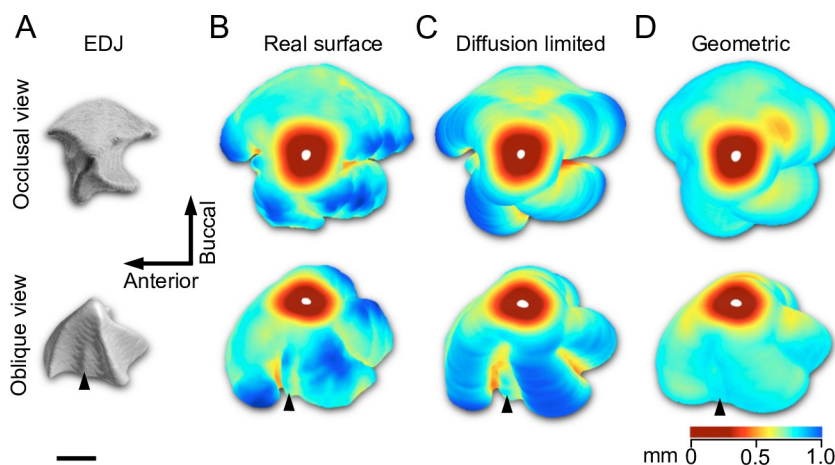 A
B
C
D
EDJ
Real surface
Diffusion limited
Geometric
Occlusal view
Buccal
Anterior
Oblique view
mm 0 0.5 1.0